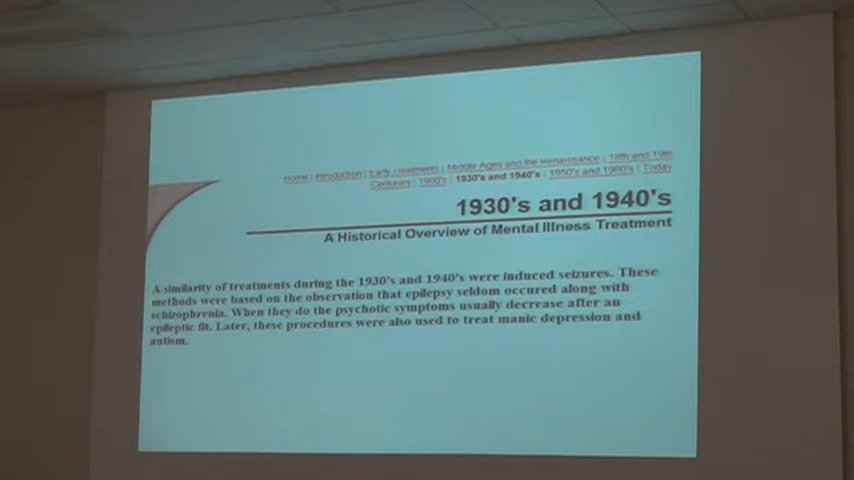 Home | Introduction | Early Treatments | Middle Ages and the Renaissance | 18th and 19th
Centuries | 1900's | 1930's and 1940's | 1950's and 1960's | Today
1930's and 1940's
A Historical Overview of Mental Illness Treatment
A similarity of treatments during the 1930's and 1940's were induced seizures. These
methods were based on the observation that epilepsy seldom occured along with
schizophrenia. When they do the psychotic symptoms usually decrease after an
epileptic fit. Later, these procedures were also used to treat manic depression and
autism.